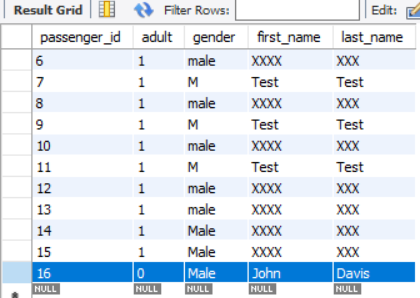 Result Grid Filter Rows: Edit:
passenger_id adult gender first_name last_name
6 1 male XXXX XXX
7 1 M Test Test
8 1 male XXXX XXX
9 1 M Test Test
10 1 male XXXX XXX
11 1 M Test Test
12 1 male XXXX XXX
13 1 male XXXX XXX
14 1 Male XXXX XXX
15 1 Male XXXX XXX
16 0 Male John Davis
NULL NULL NULL NULL NULL